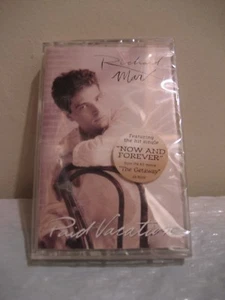 Richard
Marx
Featuring
the hit single
"NOW AND
FOREVER"
"The Getaway"
Paid Vacation